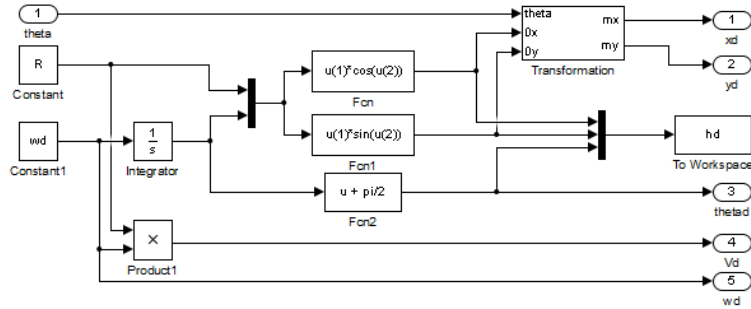 1
theta
R
Constant
wd
Constant1
1
s
Integrator
u(1)*cos(u(2))
Fcn
u(1)*sin(u(2))
Fcn1
u + pi/2
Fcn2
×
Product1
theta
0x
0y
mx
my
Transformation
1
xd
2
yd
hd
To Workspace
3
thetad
4
Vd
5
wd